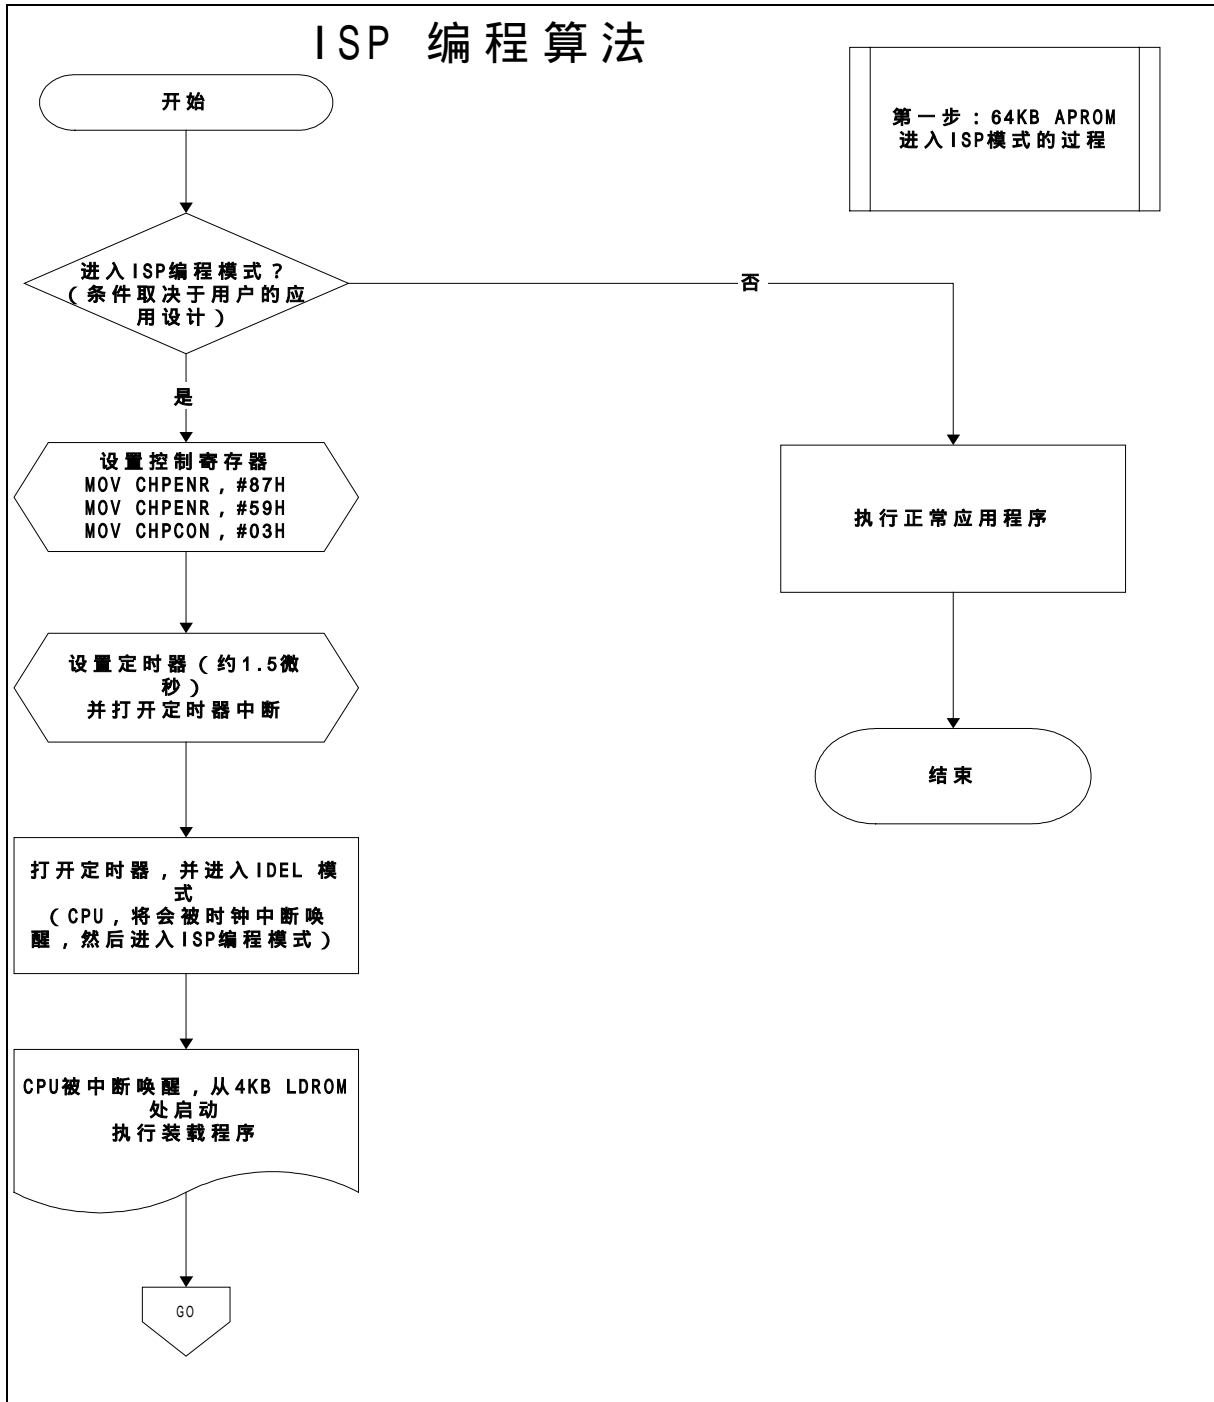 ISP 编程算法
开始
第一步：64KB APROM
进入ISP模式的过程
进入ISP编程模式？
（条件取决于用户的应
用设计）
否
是
设置控制寄存器
MOV CHPENR，#87H
MOV CHPENR，#59H
MOV CHPCON，#03H
执行正常应用程序
设置定时器（约1.5微
秒）
并打开定时器中断
结束
打开定时器，并进入IDEL 模
式
（CPU，将会被时钟中断唤
醒，然后进入ISP编程模式）
CPU被中断唤醒，从4KB LDROM
处启动
执行装载程序
GO